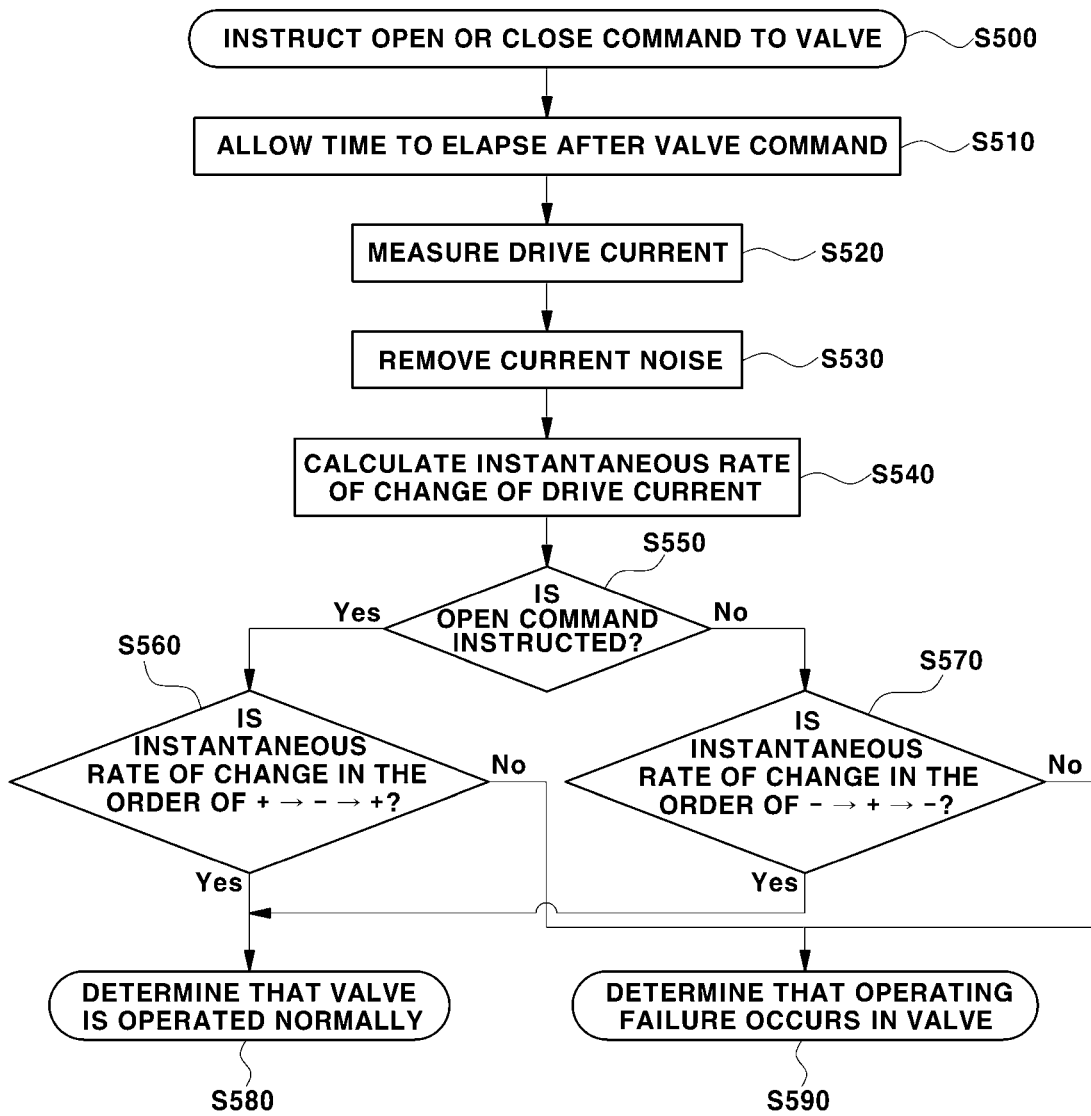 INSTRUCT OPEN OR CLOSE COMMAND TO VALVE
S500
ALLOW TIME TO ELAPSE AFTER VALVE COMMAND
S510
MEASURE DRIVE CURRENT
S520
REMOVE CURRENT NOISE
S530
CALCULATE INSTANTANEOUS RATE
OF CHANGE OF DRIVE CURRENT
S540
S550
IS
OPEN COMMAND
INSTRUCTED?
Yes
No
S560
IS
INSTANTANEOUS
RATE OF CHANGE IN THE
ORDER OF + → − → +?
No
Yes
S570
IS
INSTANTANEOUS
RATE OF CHANGE IN THE
ORDER OF − → + → −?
No
Yes
DETERMINE THAT VALVE
IS OPERATED NORMALLY
S580
DETERMINE THAT OPERATING
FAILURE OCCURS IN VALVE
S590